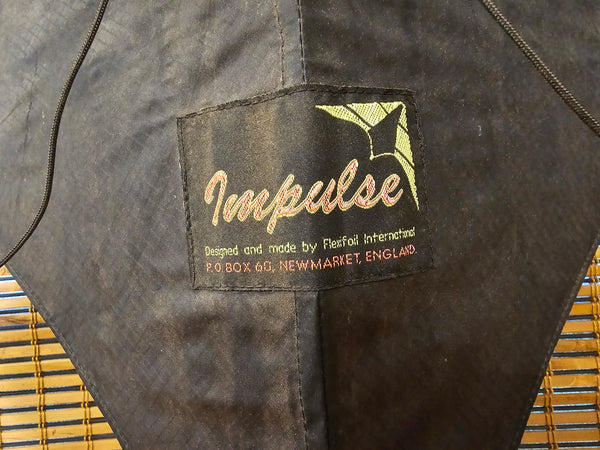 Impulse
Designed and made by Flexifoil International
P.O BOX 60, NEWMARKET, ENGLAND.